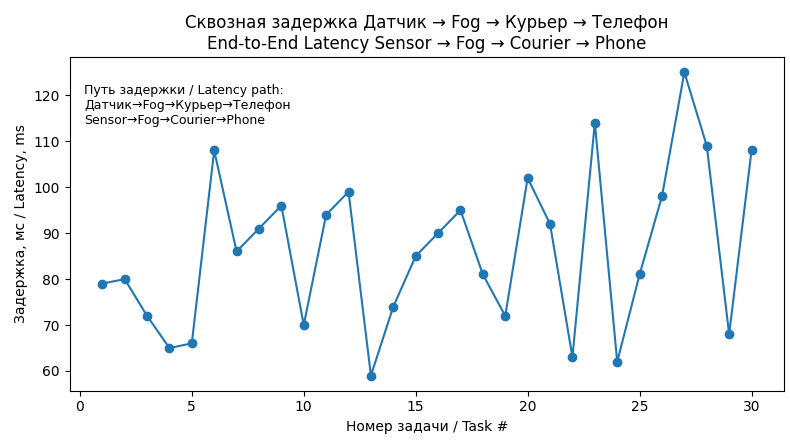 Сквозная задержка Датчик → Fog → Курьер → Телефон
End-to-End Latency Sensor → Fog → Courier → Phone
Путь задержки / Latency path:
Датчик→Fog→Курьер→Телефон
Sensor→Fog→Courier→Phone
Задержка, мс / Latency, ms
120
110
100
90
80
70
60
0 5 10 15 20 25 30
Номер задачи / Task #